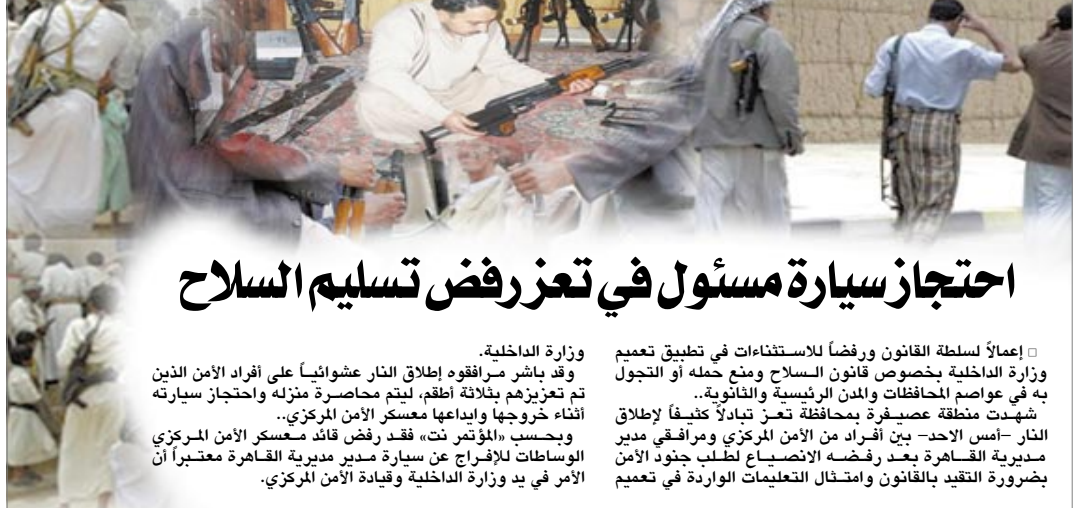 احتجاز سيارة مسئول في تعز رفض تسليم السلاح
□ إعمالاً لسلطة القانون ورفضاً للاستثناءات في تطبيق تعميم
وزارة الداخلية بخصوص قانون السلاح ومنع حمله أو التجول
به في عواصم المحافظات والمدن الرئيسية والثانوية..
شهدت منطقة عصيفرة بمحافظة تعز تبادلاً كثيفاً لإطلاق
النار –أمس الاحد– بين أفراد من الأمن المركزي ومرافقي مدير
مديرية القاهرة بعد رفضه الانصياع لطلب جنود الأمن
بضرورة التقيد بالقانون وامتثال التعليمات الواردة في تعميم
وزارة الداخلية.
وقد باشر مرافقوه إطلاق النار عشوائياً على أفراد الأمن الذين
تم تعزيزهم بثلاثة أطقم، ليتم محاصرة منزله واحتجاز سيارته
أثناء خروجها وايداعها معسكر الأمن المركزي..
وبحسب «المؤتمر نت» فقد رفض قائد معسكر الأمن المركزي
الوساطات للإفراج عن سيارة مدير مديرية القاهرة معتبراً أن
الأمر في يد وزارة الداخلية وقيادة الأمن المركزي.